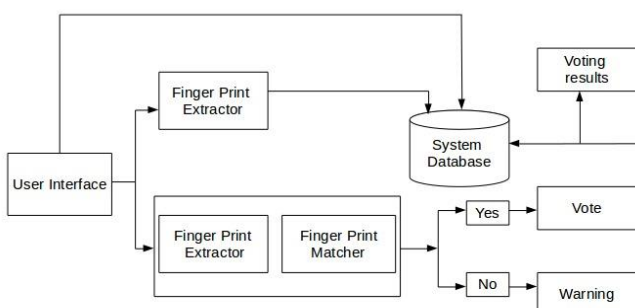 Voting
results
Finger Print
Extractor
System
Database
User Interface
Finger Print
Extractor
Finger Print
Matcher
Yes
Vote
No
Warning